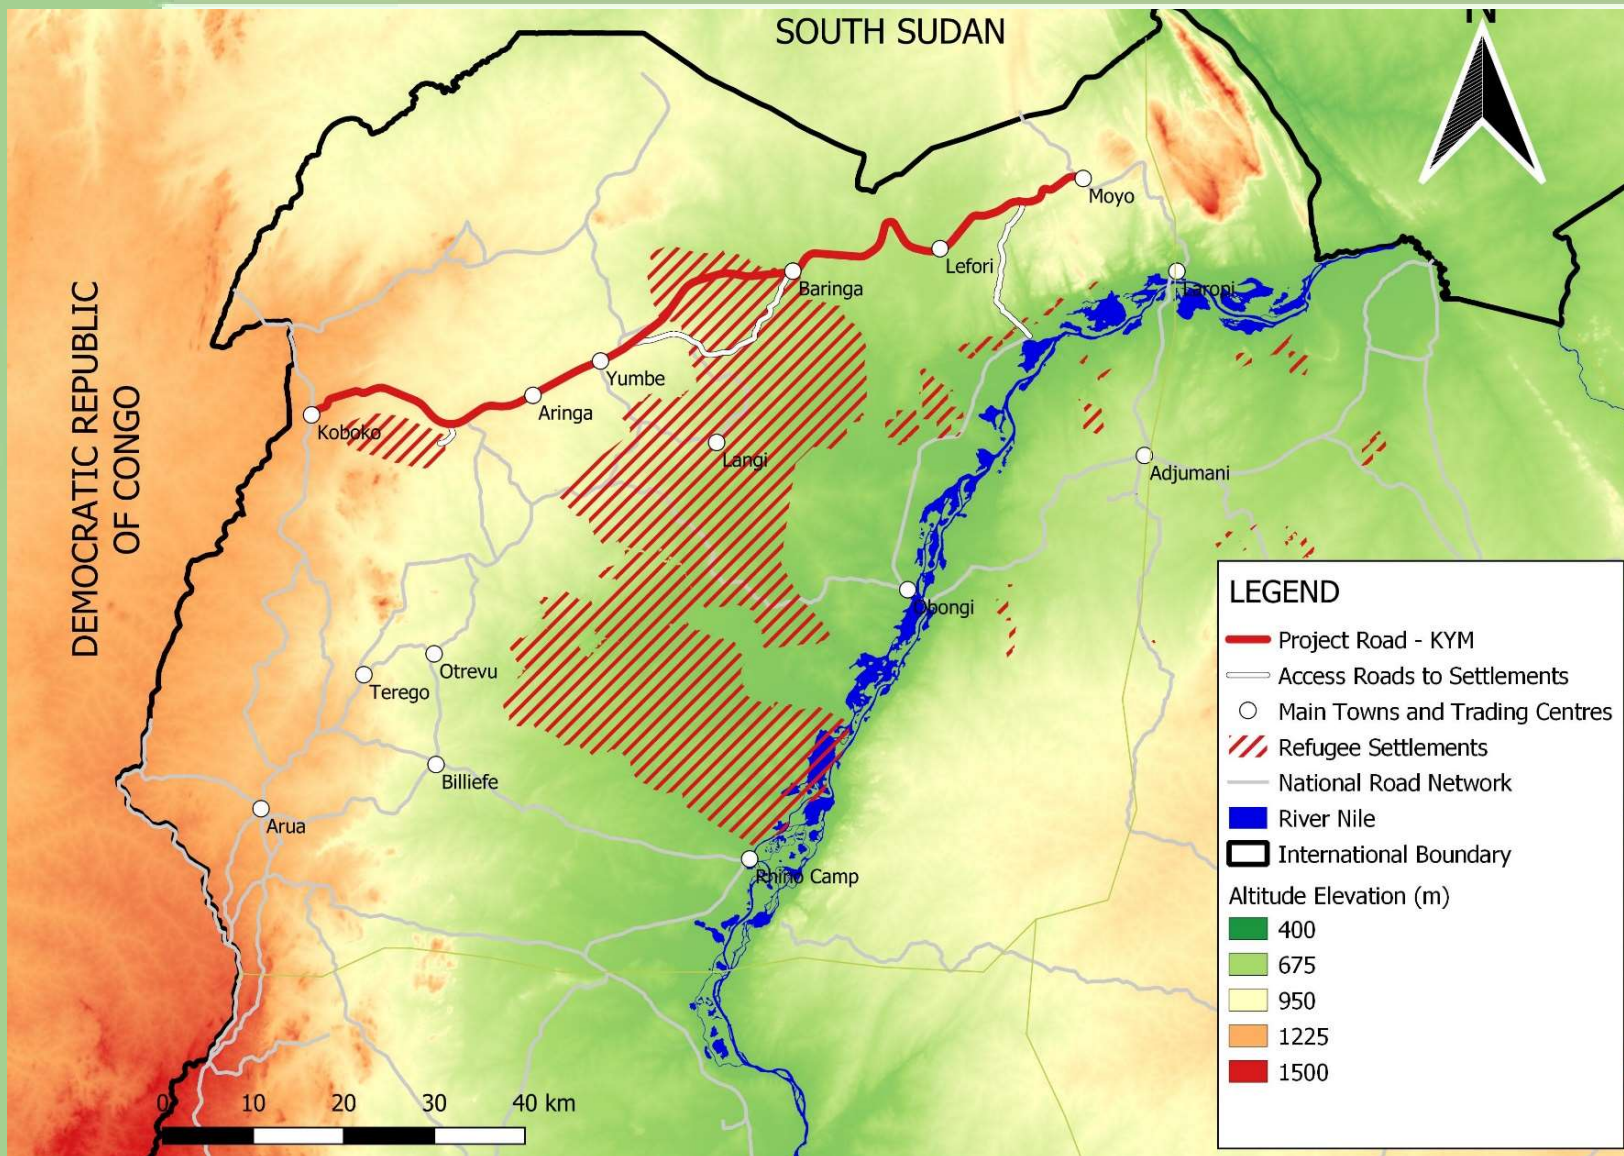 SOUTH SUDAN
N
DEMOCRATIC REPUBLIC
OF CONGO
Moyo
Lefori
Laropi
Baringa
Yumbe
Aringa
Koboko
Langi
Adjumani
Obongi
Otrevu
Terego
Billiefe
Arua
Rhino Camp
LEGEND
Project Road - KYM
Access Roads to Settlements
Main Towns and Trading Centres
Refugee Settlements
National Road Network
River Nile
International Boundary
Altitude Elevation (m)
400
675
950
1225
1500
0 10 20 30 40 km